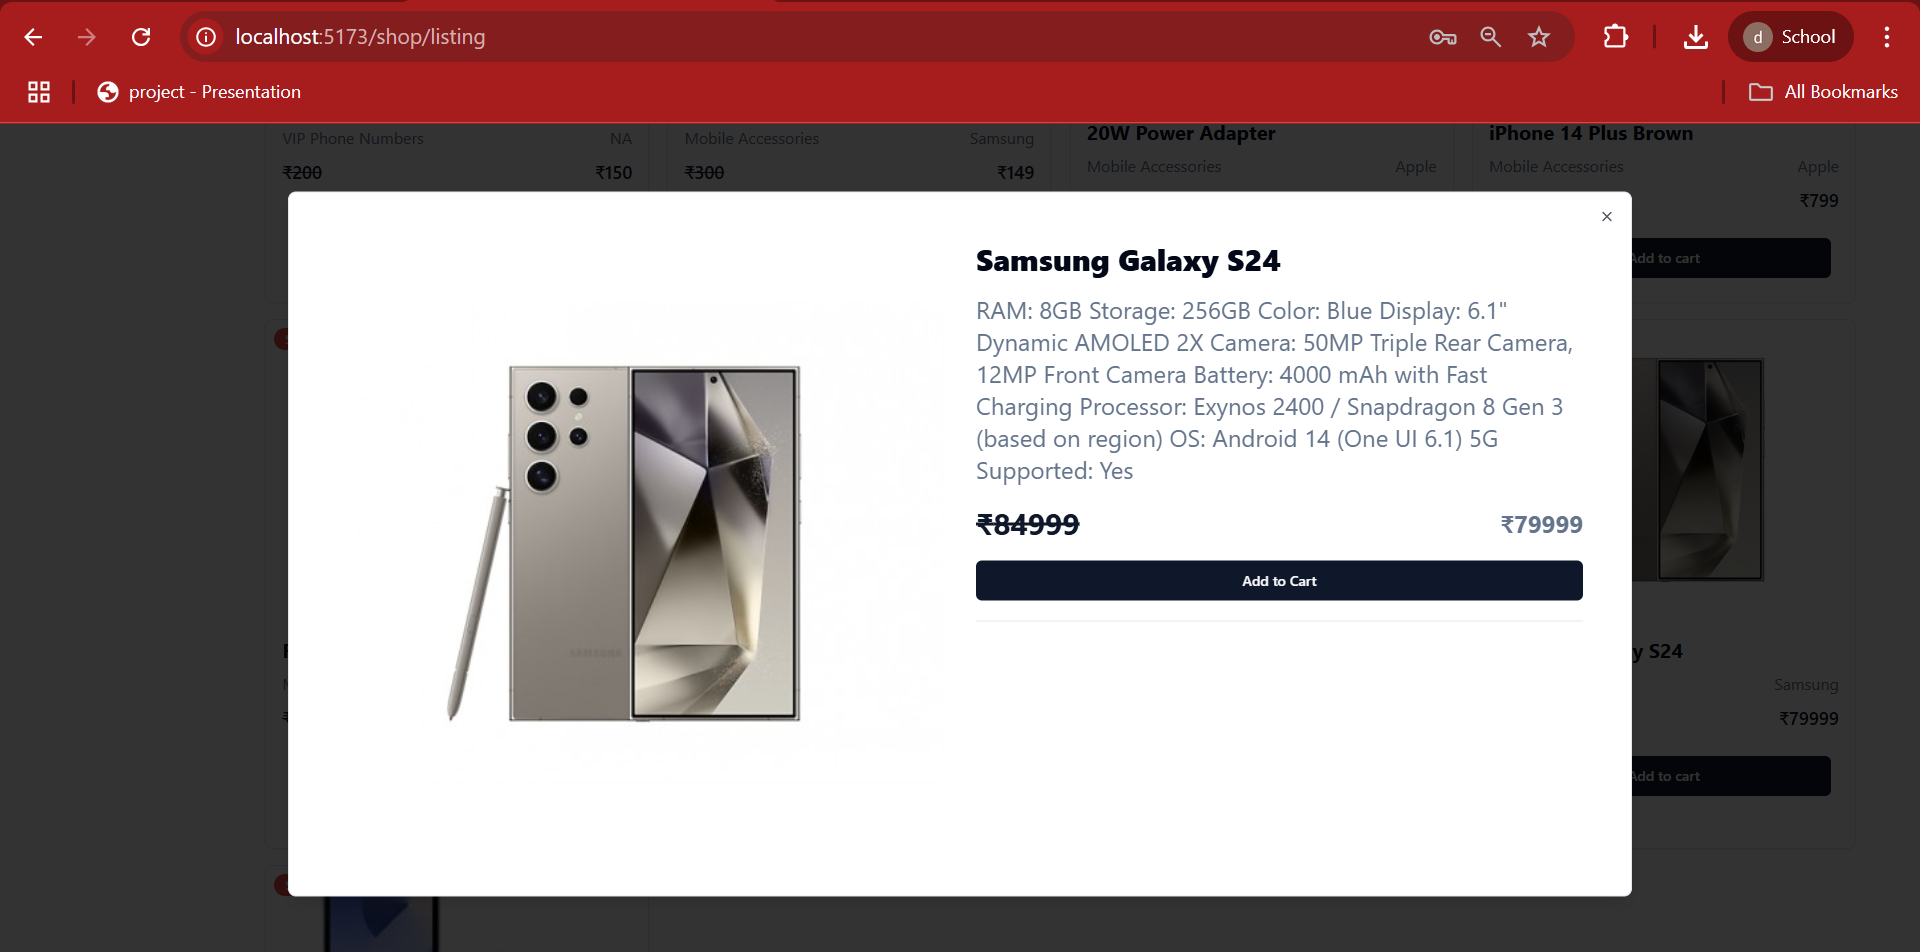 localhost:5173/shop/listing
d School
project - Presentation
All Bookmarks
VIP Phone Numbers NA
₹200 ₹150
Mobile Accessories Samsung
₹300 ₹149
20W Power Adapter
Mobile Accessories Apple
iPhone 14 Plus Brown
Mobile Accessories Apple
₹799
Add to cart
Samsung Galaxy S24
RAM: 8GB Storage: 256GB Color: Blue Display: 6.1"
Dynamic AMOLED 2X Camera: 50MP Triple Rear Camera,
12MP Front Camera Battery: 4000 mAh with Fast
Charging Processor: Exynos 2400 / Snapdragon 8 Gen 3
(based on region) OS: Android 14 (One UI 6.1) 5G
Supported: Yes
₹84999 ₹79999
Add to Cart
SAMSUNG
y S24
Samsung
₹79999
Add to cart